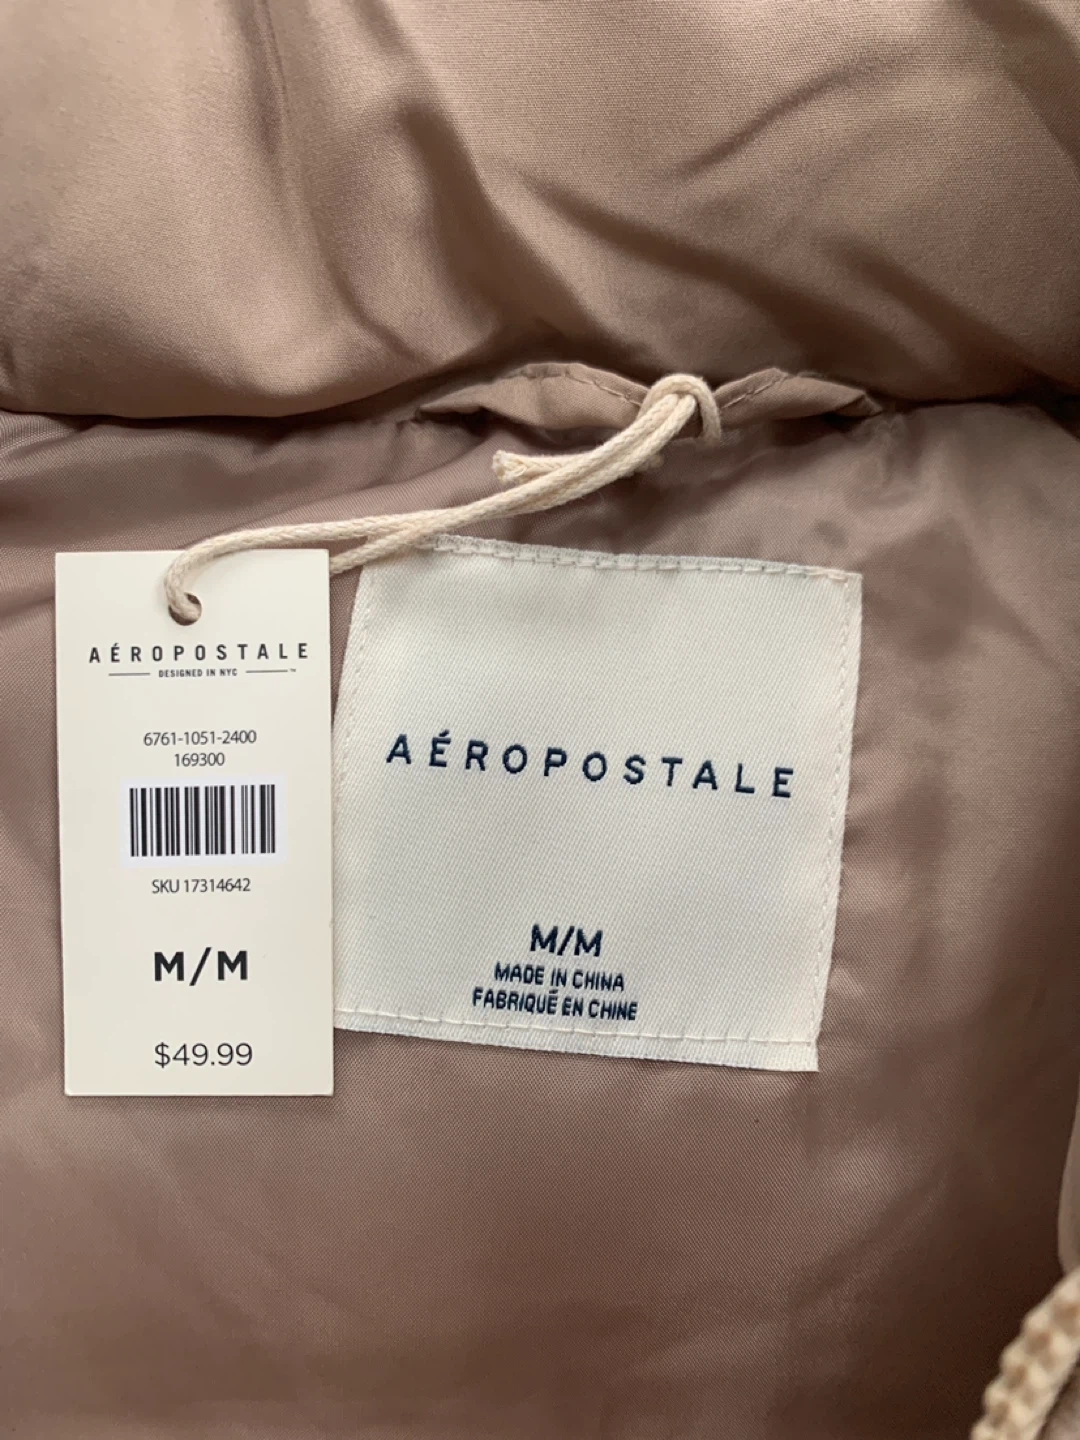 AÉROPOSTALE
DESIGNED IN NYC ™
6761-1051-2400
169300
SKU 17314642
M/M
$49.99
AÉROPOSTALE
M/M
MADE IN CHINA
FABRIQUÉ EN CHINE